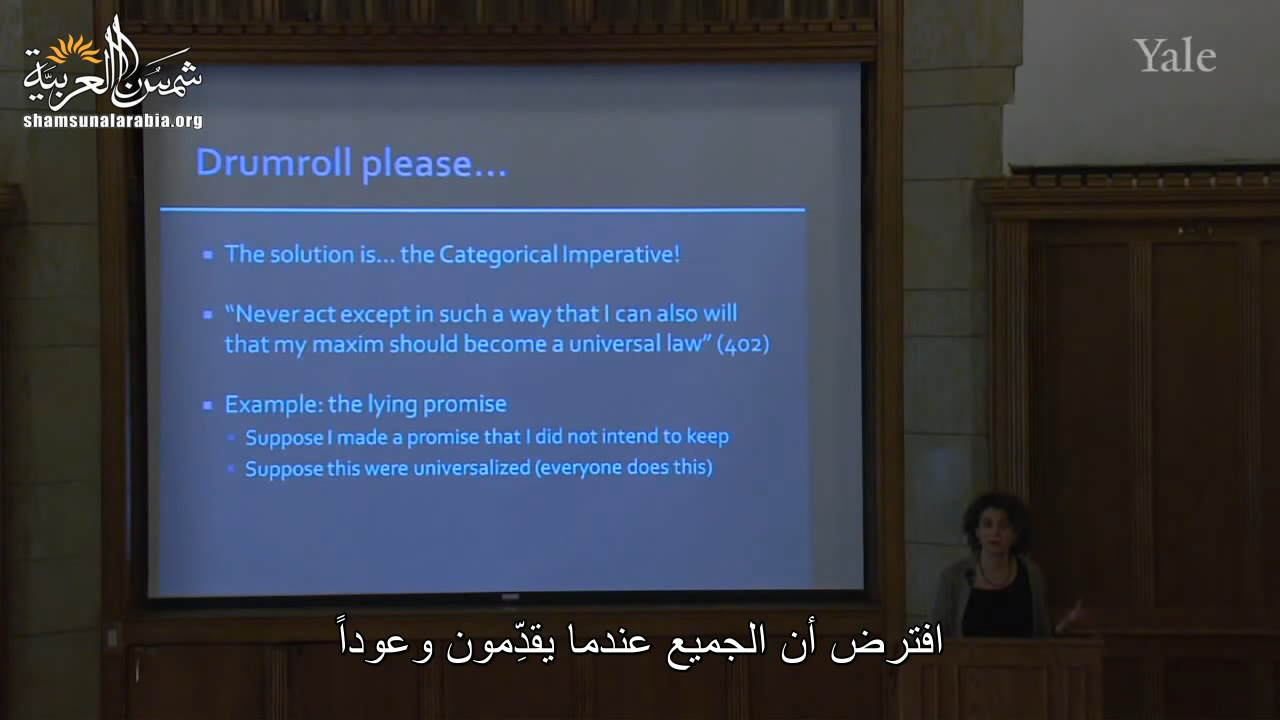 شمس العربية
shamsunalarabia.org
Yale
Drumroll please...
The solution is... the Categorical Imperative!
“Never act except in such a way that I can also will
that my maxim should become a universal law” (402)
Example: the lying promise
Suppose I made a promise that I did not intend to keep
Suppose this were universalized (everyone does this)
افترض أن الجميع عندما يقدِّمون وعوداً